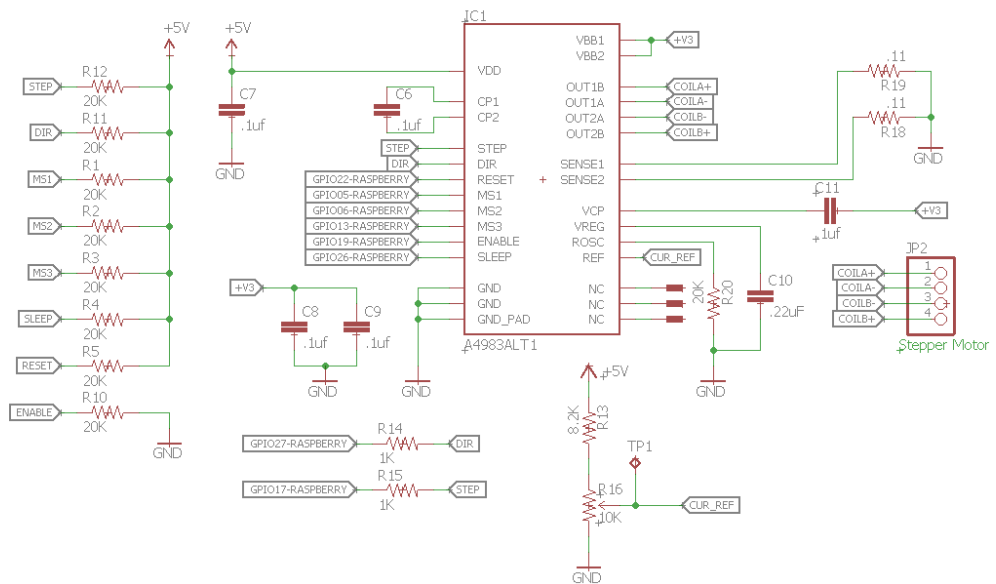 +5V
STEP
R12
20K
DIR
R11
20K
MS1
R1
20K
MS2
R2
20K
MS3
R3
20K
SLEEP
R4
20K
RESET
R5
20K
ENABLE
R10
20K
GND
+5V
C7
.1uf
GND
C6
.1uf
IC1
VDD
CP1
CP2
STEP
DIR
RESET
MS1
MS2
MS3
ENABLE
SLEEP
GND
GND
GND_PAD
VBB1
VBB2
OUT1B
OUT1A
OUT2A
OUT2B
SENSE1
SENSE2
VCP
VREG
ROSC
REF
NC
NC
NC
A4983ALT1
STEP
DIR
GPIO22-RASPBERRY
GPIO05-RASPBERRY
GPIO06-RASPBERRY
GPIO13-RASPBERRY
GPIO19-RASPBERRY
GPIO26-RASPBERRY
+V3
COILA+
COILA-
COILB-
COILB+
.11
R19
.11
R18
GND
C11
.1uf
+V3
CUR_REF
20K
R20
C10
.22uF
GND
JP2
COILA+
COILA-
COILB-
COILB+
1
2
3
4
Stepper Motor
+V3
C8
.1uf
C9
.1uf
GND
GND
GPIO27-RASPBERRY
R14
1K
DIR
GPIO17-RASPBERRY
R15
1K
STEP
+5V
8.2K
R13
TP1
R16
10K
CUR_REF
GND